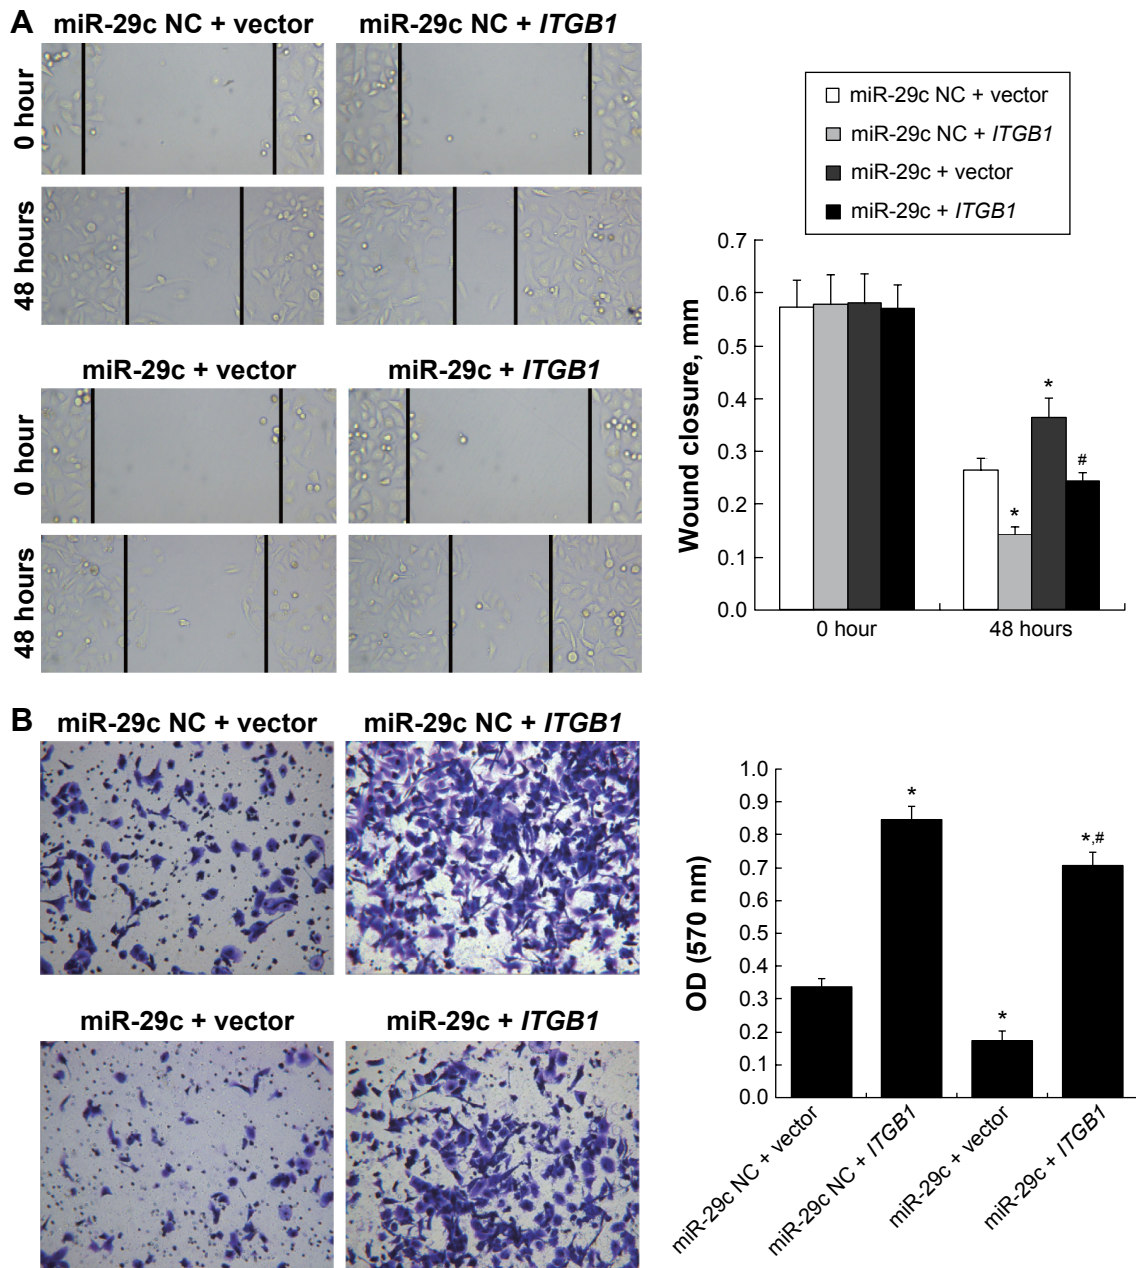 A
miR-29c NC + vector
miR-29c NC + ITGB1
0 hour
48 hours
miR-29c + vector
miR-29c + ITGB1
0 hour
48 hours
miR-29c NC + vector
miR-29c NC + ITGB1
miR-29c + vector
miR-29c + ITGB1
Wound closure, mm
0.7
0.6
0.5
0.4
0.3
0.2
0.1
0.0
*
*
#
0 hour
48 hours
B
miR-29c NC + vector
miR-29c NC + ITGB1
miR-29c + vector
miR-29c + ITGB1
OD (570 nm)
1.0
0.9
0.8
0.7
0.6
0.5
0.4
0.3
0.2
0.1
0.0
*
*
*,#
miR-29c NC + vector
miR-29c NC + ITGB1
miR-29c + vector
miR-29c + ITGB1